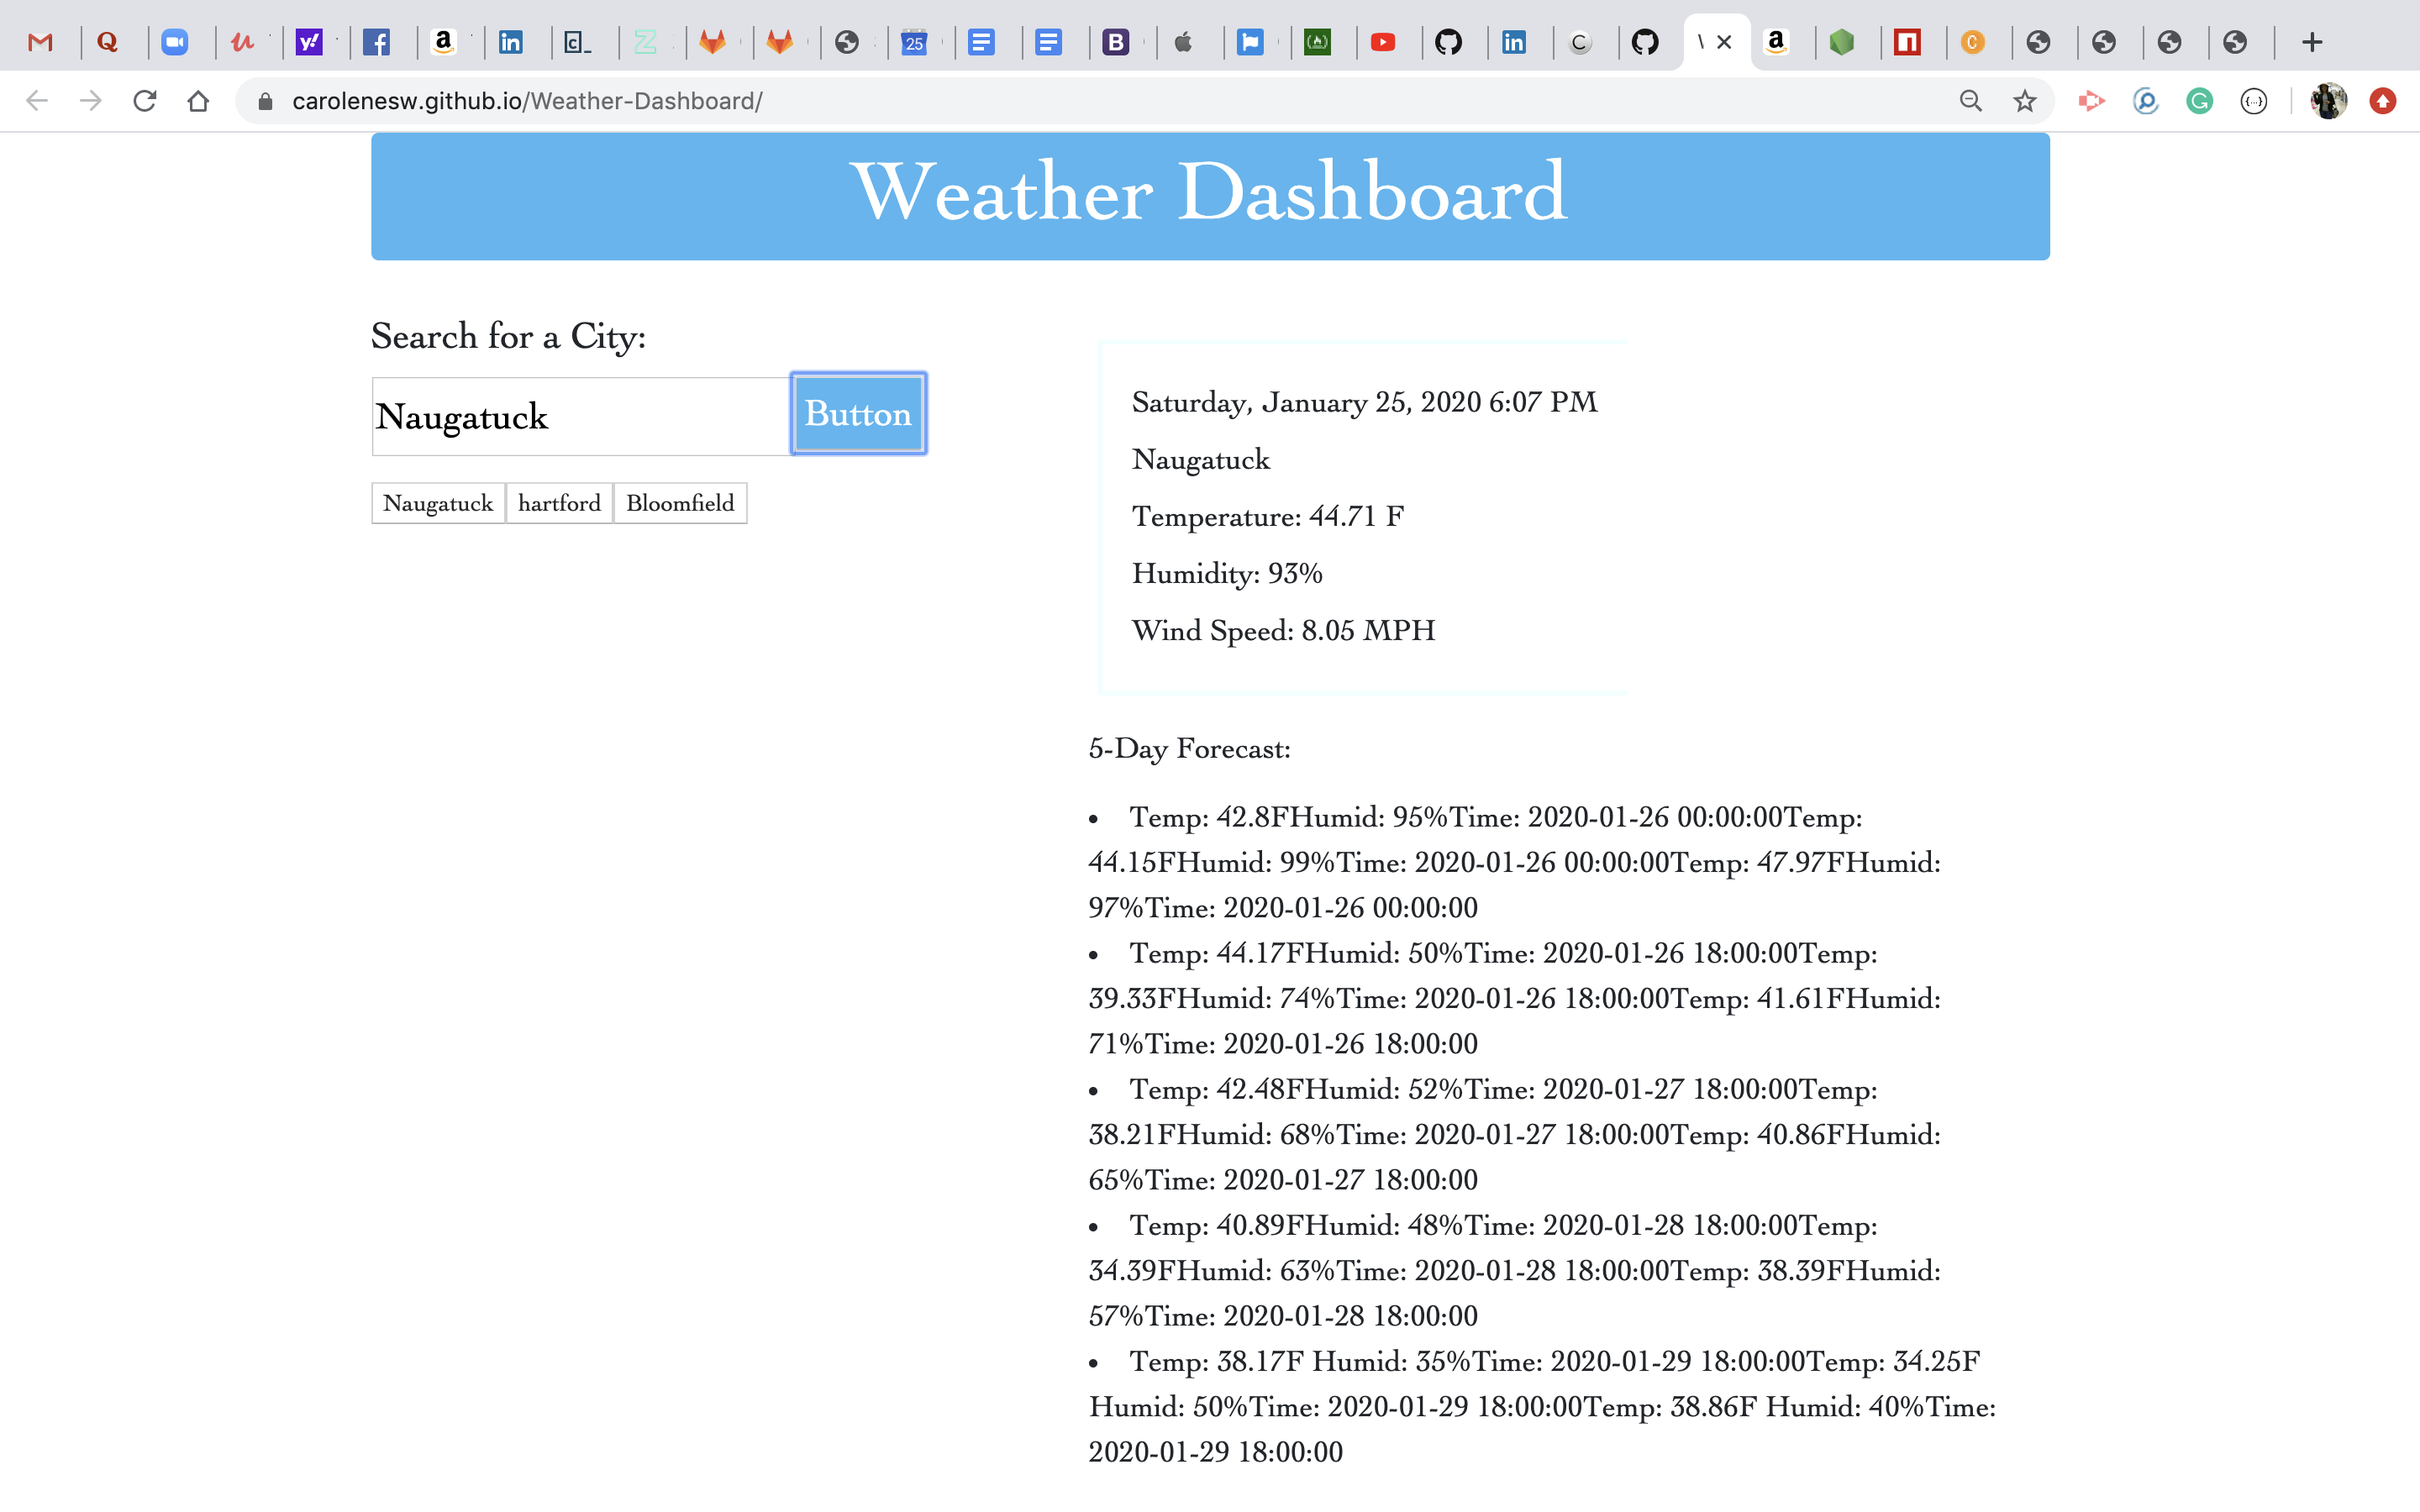 carolenesw.github.io/Weather-Dashboard/
Weather Dashboard
Search for a City:
Naugatuck
Button
Naugatuck
hartford
Bloomfield
Saturday, January 25, 2020 6:07 PM
Naugatuck
Temperature: 44.71 F
Humidity: 93%
Wind Speed: 8.05 MPH
5-Day Forecast:
• Temp: 42.8FHumid: 95%Time: 2020-01-26 00:00:00Temp:
44.15FHumid: 99%Time: 2020-01-26 00:00:00Temp: 47.97FHumid:
97%Time: 2020-01-26 00:00:00
• Temp: 44.17FHumid: 50%Time: 2020-01-26 18:00:00Temp:
39.33FHumid: 74%Time: 2020-01-26 18:00:00Temp: 41.61FHumid:
71%Time: 2020-01-26 18:00:00
• Temp: 42.48FHumid: 52%Time: 2020-01-27 18:00:00Temp:
38.21FHumid: 68%Time: 2020-01-27 18:00:00Temp: 40.86FHumid:
65%Time: 2020-01-27 18:00:00
• Temp: 40.89FHumid: 48%Time: 2020-01-28 18:00:00Temp:
34.39FHumid: 63%Time: 2020-01-28 18:00:00Temp: 38.39FHumid:
57%Time: 2020-01-28 18:00:00
• Temp: 38.17F Humid: 35%Time: 2020-01-29 18:00:00Temp: 34.25F
Humid: 50%Time: 2020-01-29 18:00:00Temp: 38.86F Humid: 40%Time:
2020-01-29 18:00:00